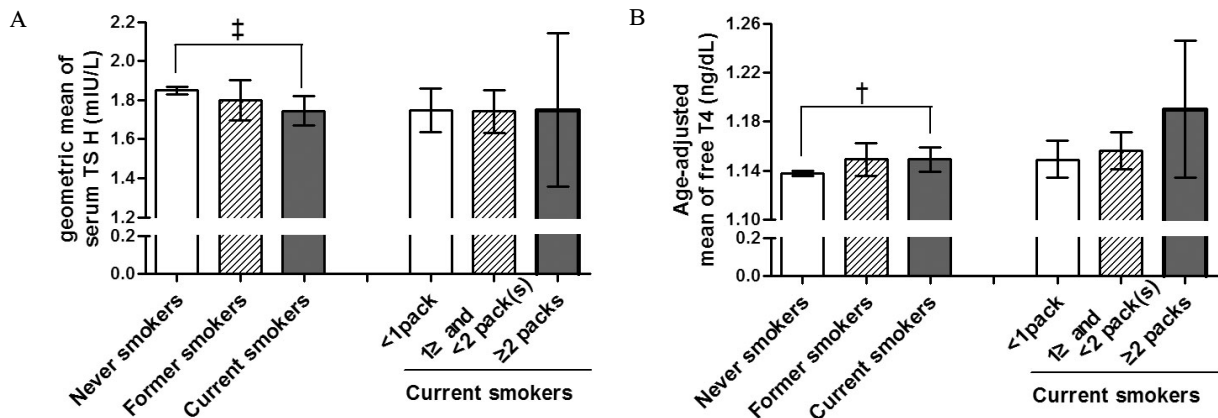 A
geometric mean of
serum TS H (mIU/L)
2.2
2.0
1.8
1.6
1.4
1.2
0.2
0.0
‡
Never smokers
Former smokers
Current smokers
<1pack
1≥ and
<2 pack(s)
≥2 packs
Current smokers
B
Age-adjusted
mean of free T4 (ng/dL)
1.26
1.22
1.18
1.14
1.10
0.2
0.0
†
Never smokers
Former smokers
Current smokers
<1pack
1≥ and
<2 pack(s)
≥2 packs
Current smokers